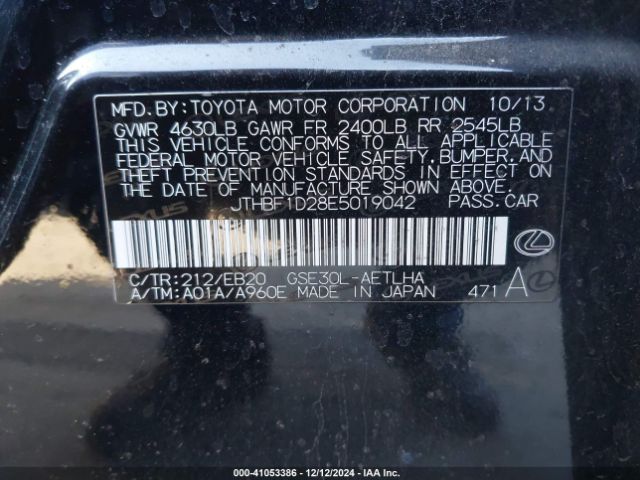 MFD.BY:TOYOTA MOTOR CORPORATION 10/13
GVWR 4630LB GAWR FR 2400LB RR 2545LB
THIS VEHICLE CONFORMS TO ALL APPLICABLE
FEDERAL MOTOR VEHICLE SAFETY,BUMPER,AND
THEFT PREVENTION STANDARDS IN EFFECT ON
THE DATE OF MANUFACTURE SHOWN ABOVE.
JTHBF1D28E5019042 PASS.CAR
C/TR:212/EB20 GSE30L-AETLHA
A/TM:A01A/A960E MADE IN JAPAN 471 A
000-41053386 - 12/12/2024 - IAA Inc.